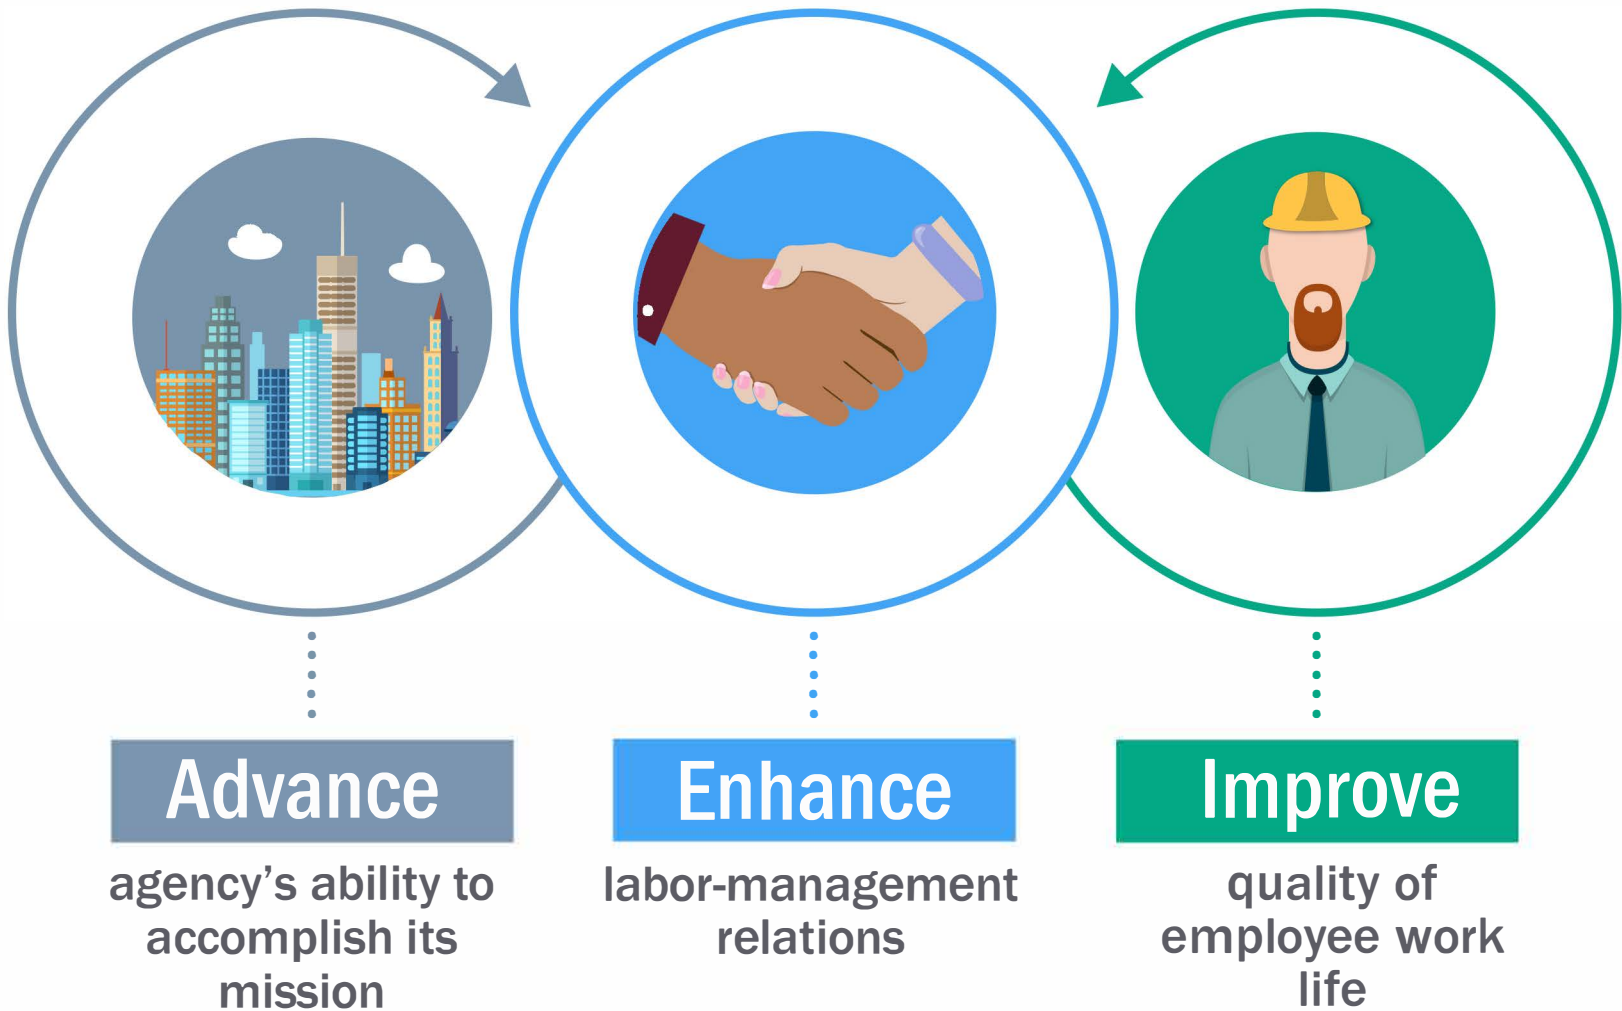 Advance
agency’s ability to
accomplish its
mission
Enhance
labor-management
relations
Improve
quality of
employee work
life